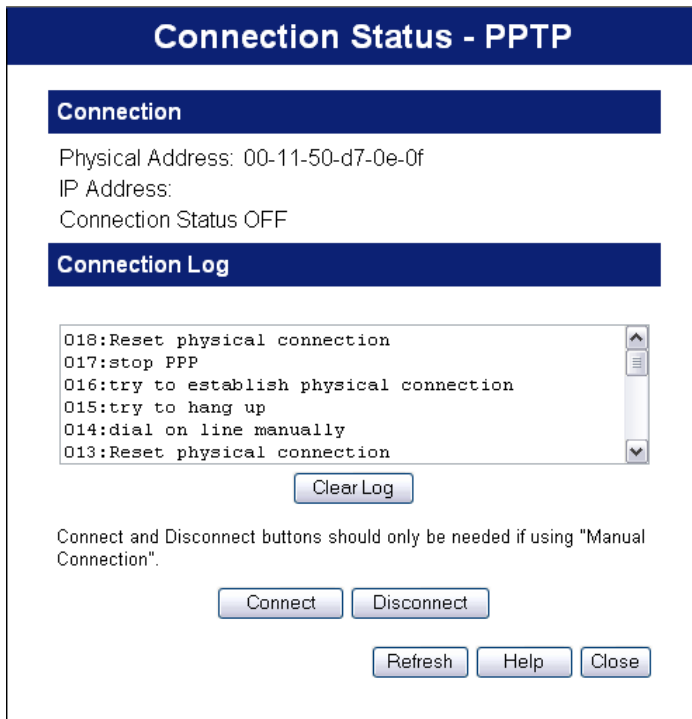 Connection Status - PPTP
Connection
Physical Address: 00-11-50-d7-0e-0f
IP Address:
Connection Status OFF
Connection Log
018:Reset physical connection
017:stop PPP
016:try to establish physical connection
015:try to hang up
014:dial on line manually
013:Reset physical connection
Clear Log
Connect and Disconnect buttons should only be needed if using "Manual
Connection".
Connect Disconnect
Refresh Help Close